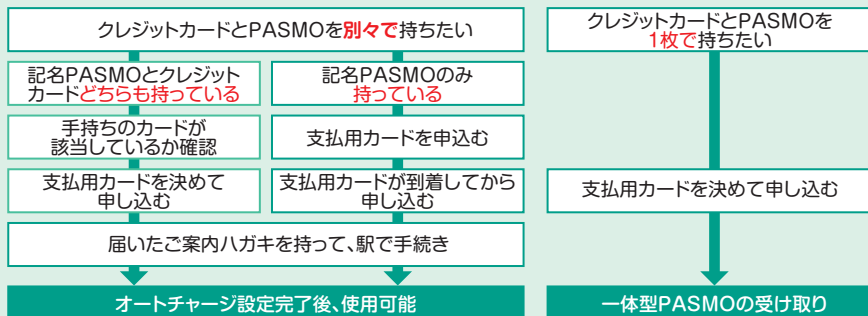 クレジットカードとPASMOを別々で持ちたい
記名PASMOとクレジット
カードどちらも持っている
手持ちのカードが
該当しているか確認
支払用カードを決めて
申し込む
記名PASMOのみ
持っている
支払用カードを申込む
支払用カードが到着してから
申し込む
届いたご案内ハガキを持って、駅で手続き
オートチャージ設定完了後、使用可能
クレジットカードとPASMOを
1枚で持ちたい
支払用カードを決めて申し込む
一体型PASMOの受け取り